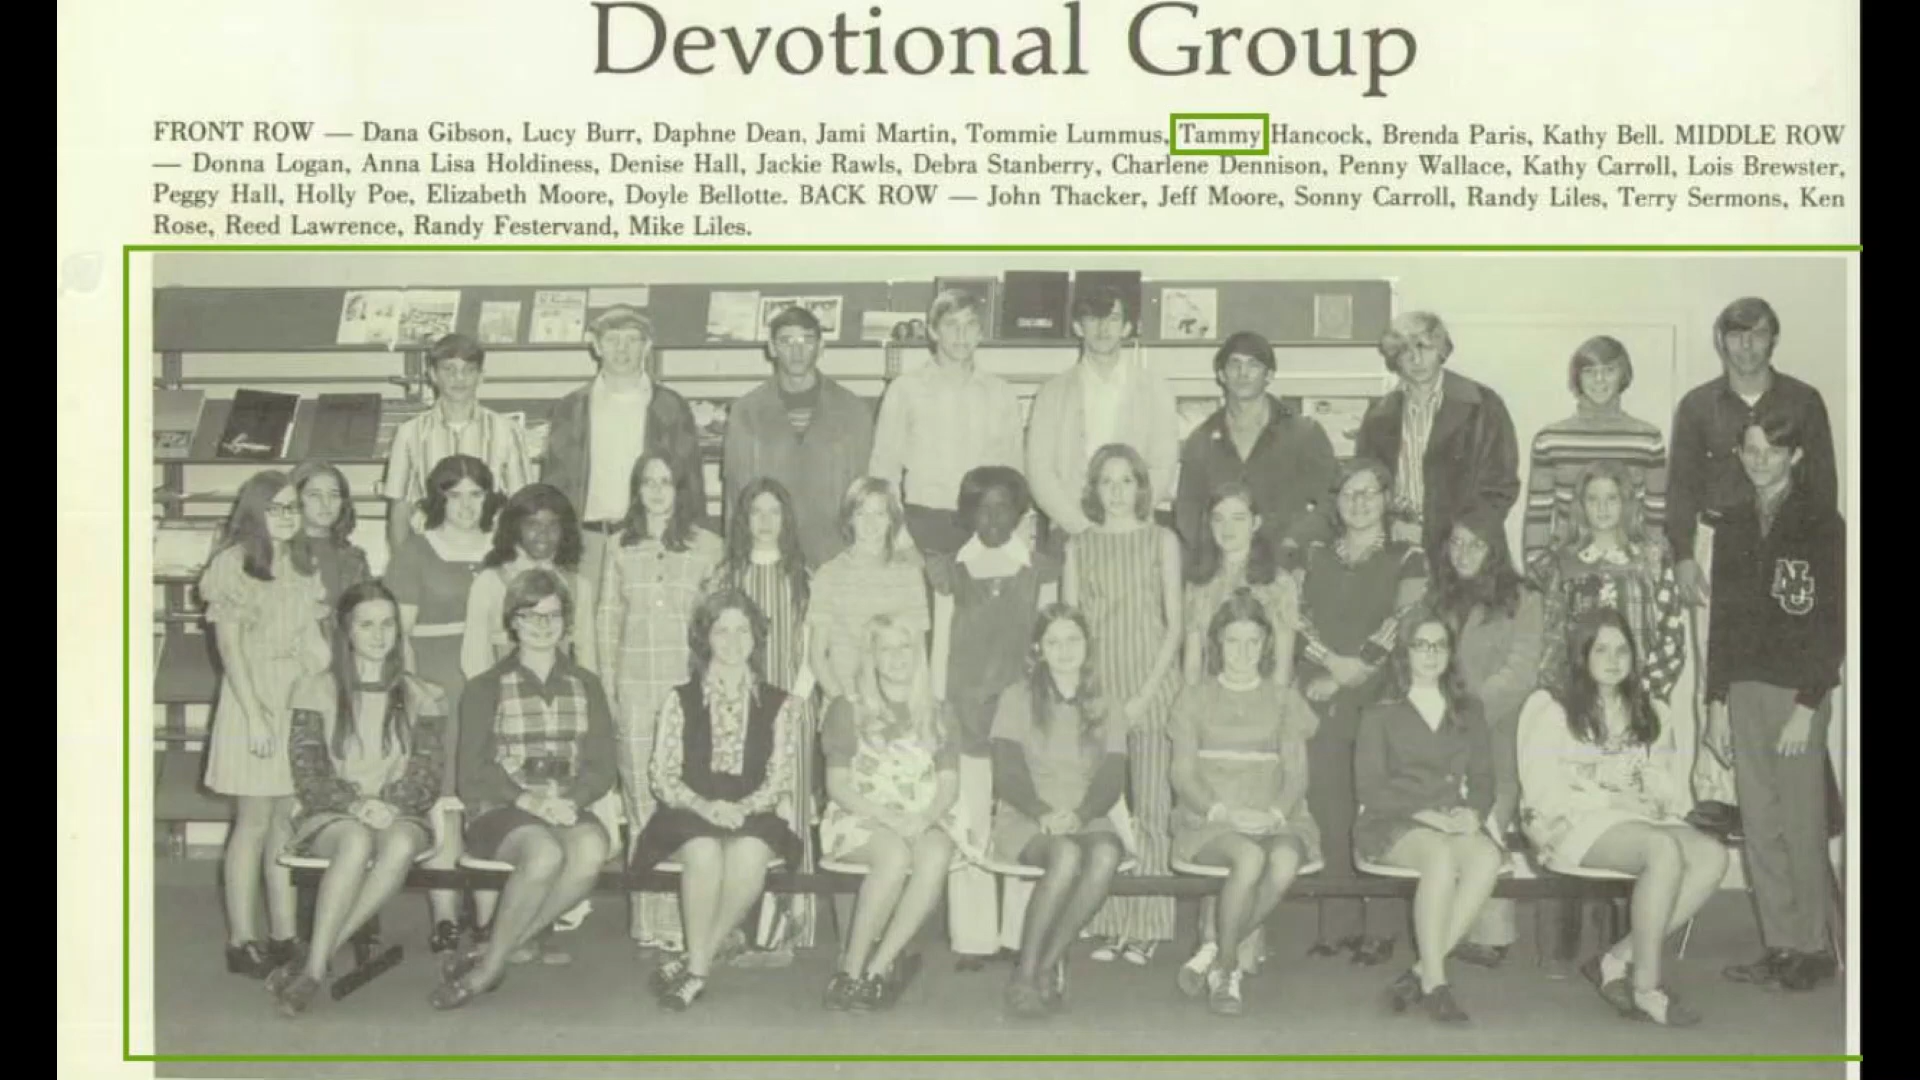 Devotional Group
FRONT ROW — Dana Gibson, Lucy Burr, Daphne Dean, Jami Martin, Tommie Lummus, Tammy Hancock, Brenda Paris, Kathy Bell. MIDDLE ROW
— Donna Logan, Anna Lisa Holdiness, Denise Hall, Jackie Rawls, Debra Stanberry, Charlene Dennison, Penny Wallace, Kathy Carroll, Lois Brewster,
Peggy Hall, Holly Poe, Elizabeth Moore, Doyle Bellotte. BACK ROW — John Thacker, Jeff Moore, Sonny Carroll, Randy Liles, Terry Sermons, Ken
Rose, Reed Lawrence, Randy Festervand, Mike Liles.